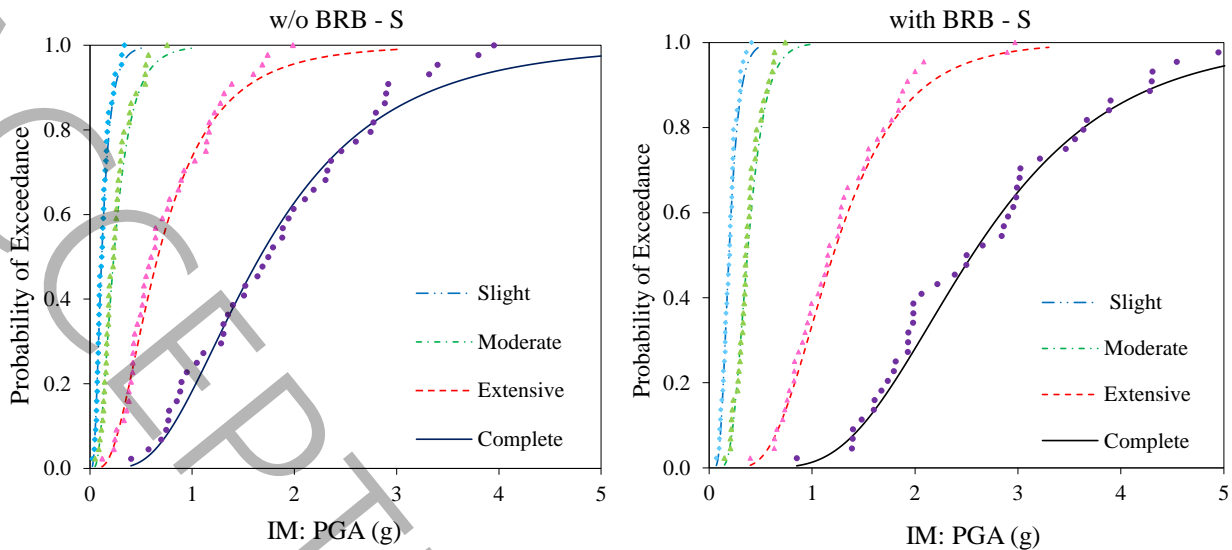 w/o BRB - S
Probability of Exceedance
1.0
0.8
0.6
0.4
0.2
0.0
0 1 2 3 4 5
IM: PGA (g)
Slight
Moderate
Extensive
Complete
with BRB - S
Probability of Exceedance
1.0
0.8
0.6
0.4
0.2
0.0
0 1 2 3 4 5
IM: PGA (g)
Slight
Moderate
Extensive
Complete
CCEPT